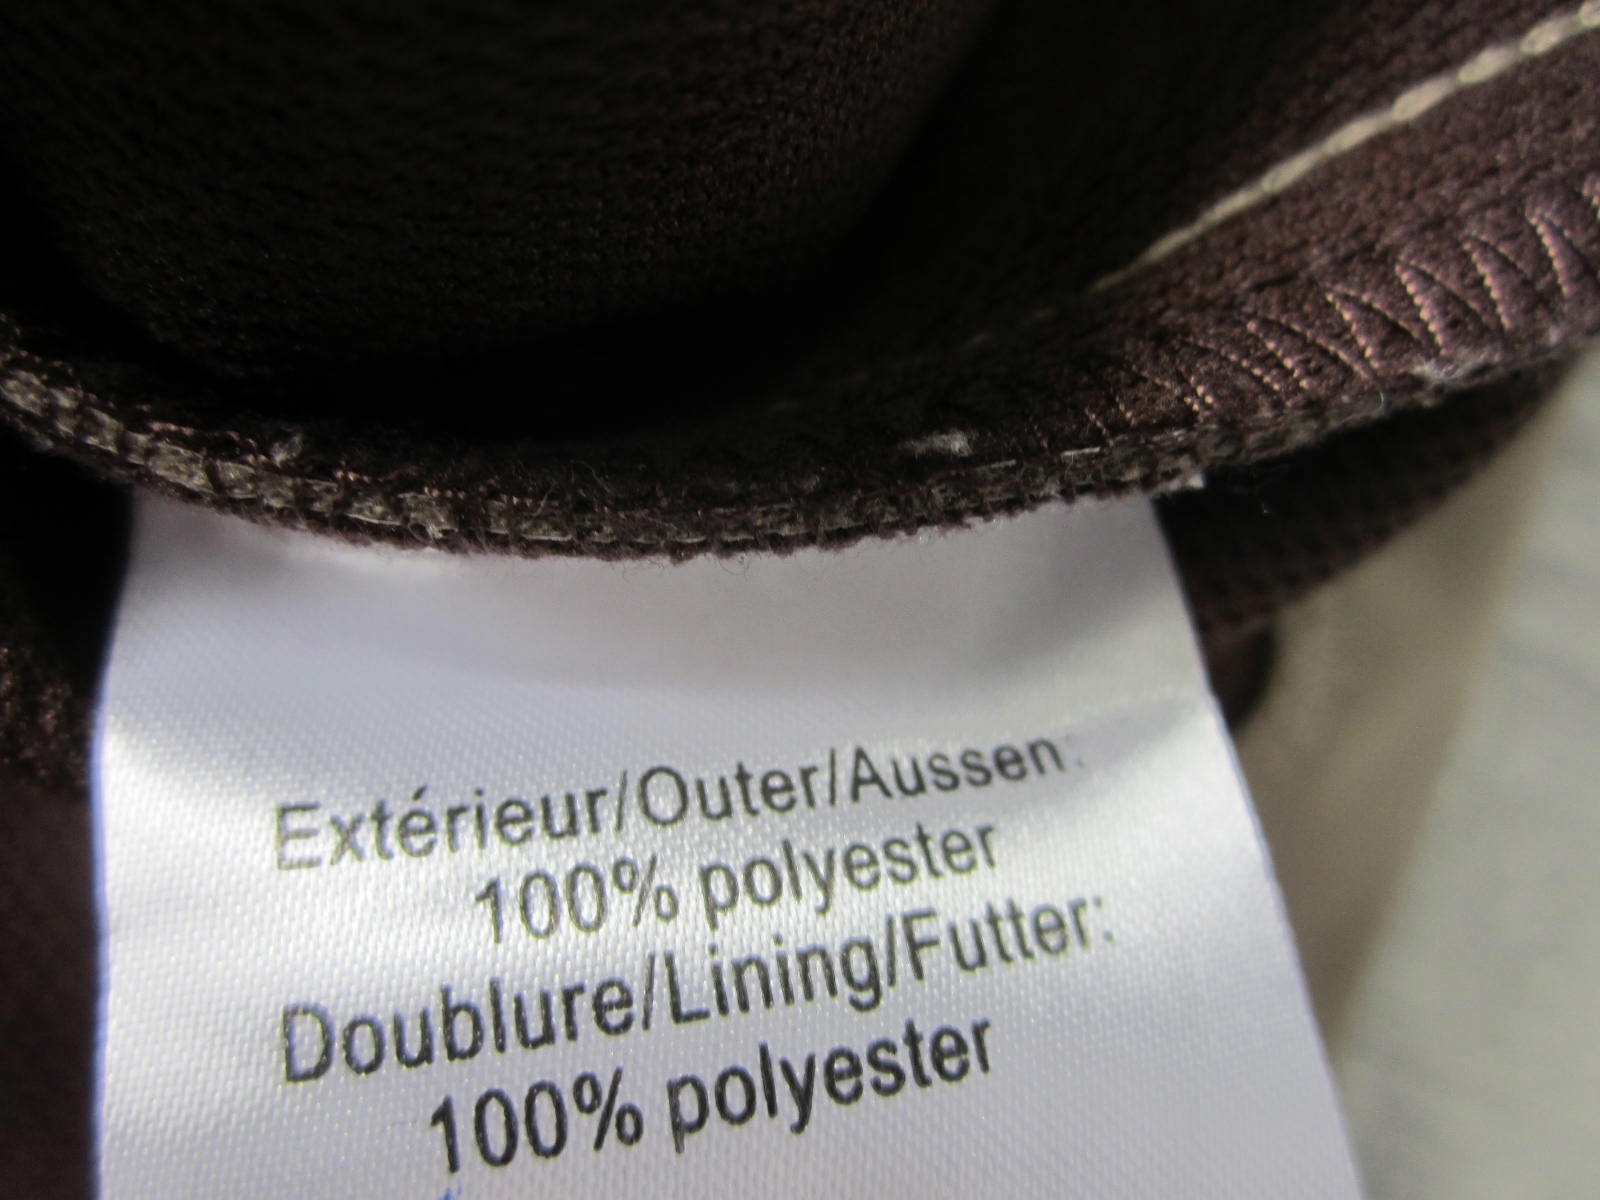 Extérieur/Outer/Aussen:
100% polyester
Doublure/Lining/Futter:
100% polyester